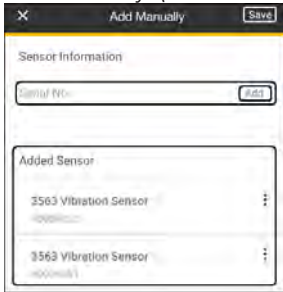 Add Manually Save
Sensor Information
Serial No. Add
Added Sensor
3563 Vibration Sensor
3563 Vibration Sensor